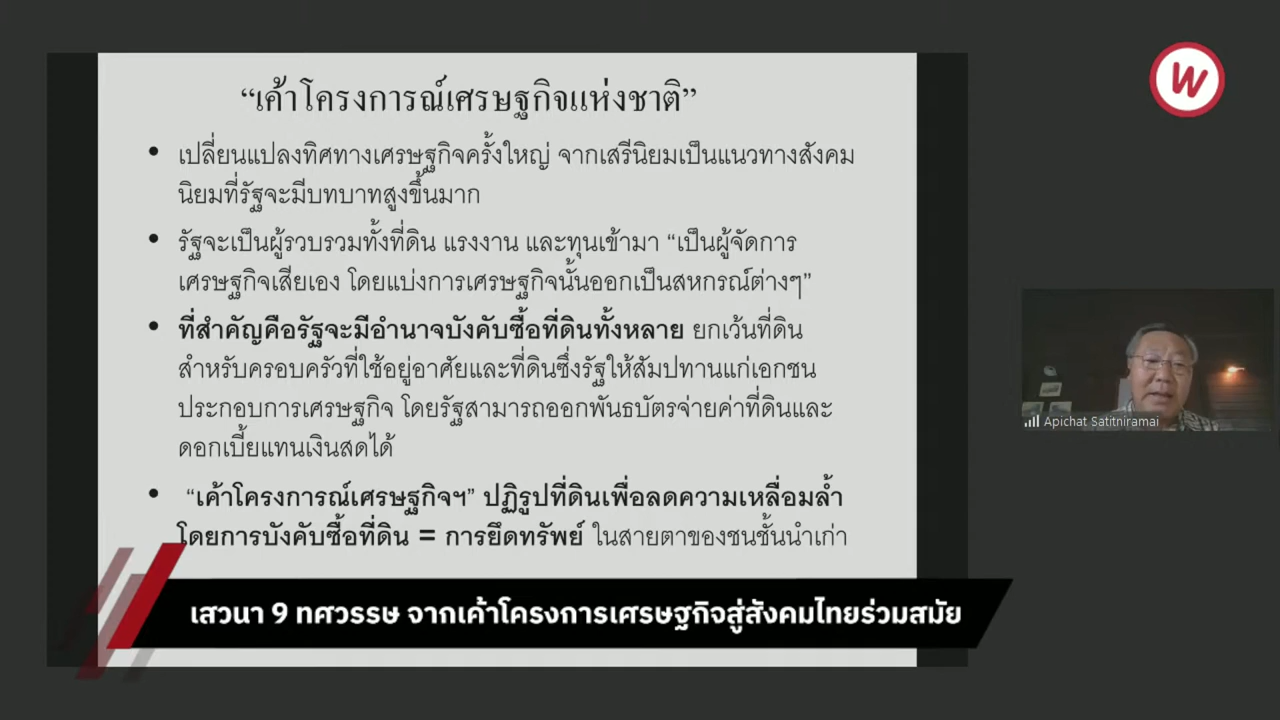 “เค้าโครงการณ์เศรษฐกิจแห่งชาติ”
• เปลี่ยนแปลงทิศทางเศรษฐกิจครั้งใหญ่ จากเสรีนิยมเป็นแนวทางสังคม
นิยมที่รัฐจะมีบทบาทสูงขึ้นมาก
• รัฐจะเป็นผู้รวบรวมทั้งที่ดิน แรงงาน และทุนเข้ามา “เป็นผู้จัดการ
เศรษฐกิจเสียเอง โดยแบ่งการเศรษฐกิจนั้นออกเป็นสหกรณ์ต่างๆ”
• ที่สำคัญคือรัฐจะมีอำนาจบังคับซื้อที่ดินทั้งหลาย ยกเว้นที่ดิน
สำหรับครอบครัวที่ใช้อยู่อาศัยและที่ดินซึ่งรัฐให้สัมปทานแก่เอกชน
ประกอบการเศรษฐกิจ โดยรัฐสามารถออกพันธบัตรจ่ายค่าที่ดินและ
ดอกเบี้ยแทนเงินสดได้
• “เค้าโครงการณ์เศรษฐกิจฯ” ปฏิรูปที่ดินเพื่อลดความเหลื่อมล้ำ
โดยการบังคับซื้อที่ดิน = การยึดทรัพย์ ในสายตาของชนชั้นนำเก่า
เสวนา 9 ทศวรรษ จากเค้าโครงการเศรษฐกิจสู่สังคมไทยร่วมสมัย
W
Apichat Satitniramai